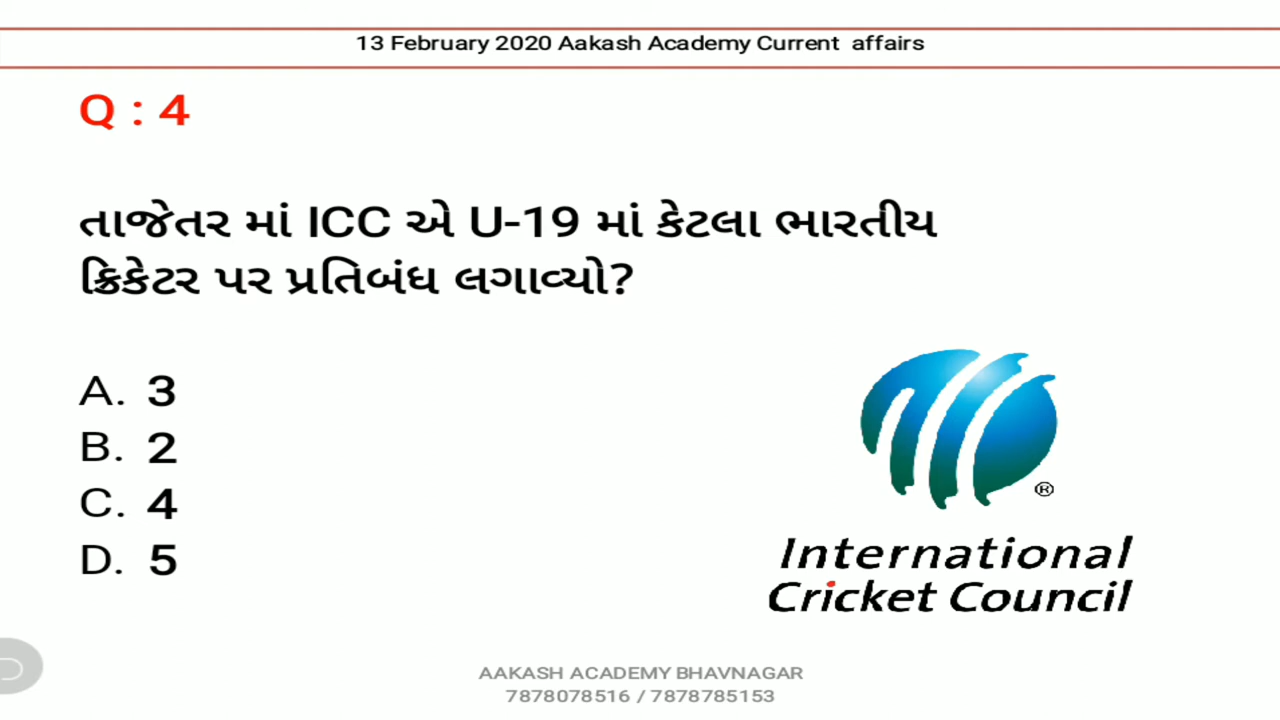 13 February 2020 Aakash Academy Current affairs
Q : 4
તાજેતર માં ICC એ U-19 માં કેટલા ભારતીય
ક્રિકેટર પર પ્રતિબંધ લગાવ્યો?
A. 3
B. 2
C. 4
D. 5
®
International
Cricket Council
AAKASH ACADEMY BHAVNAGAR
7878078516 / 7878785153